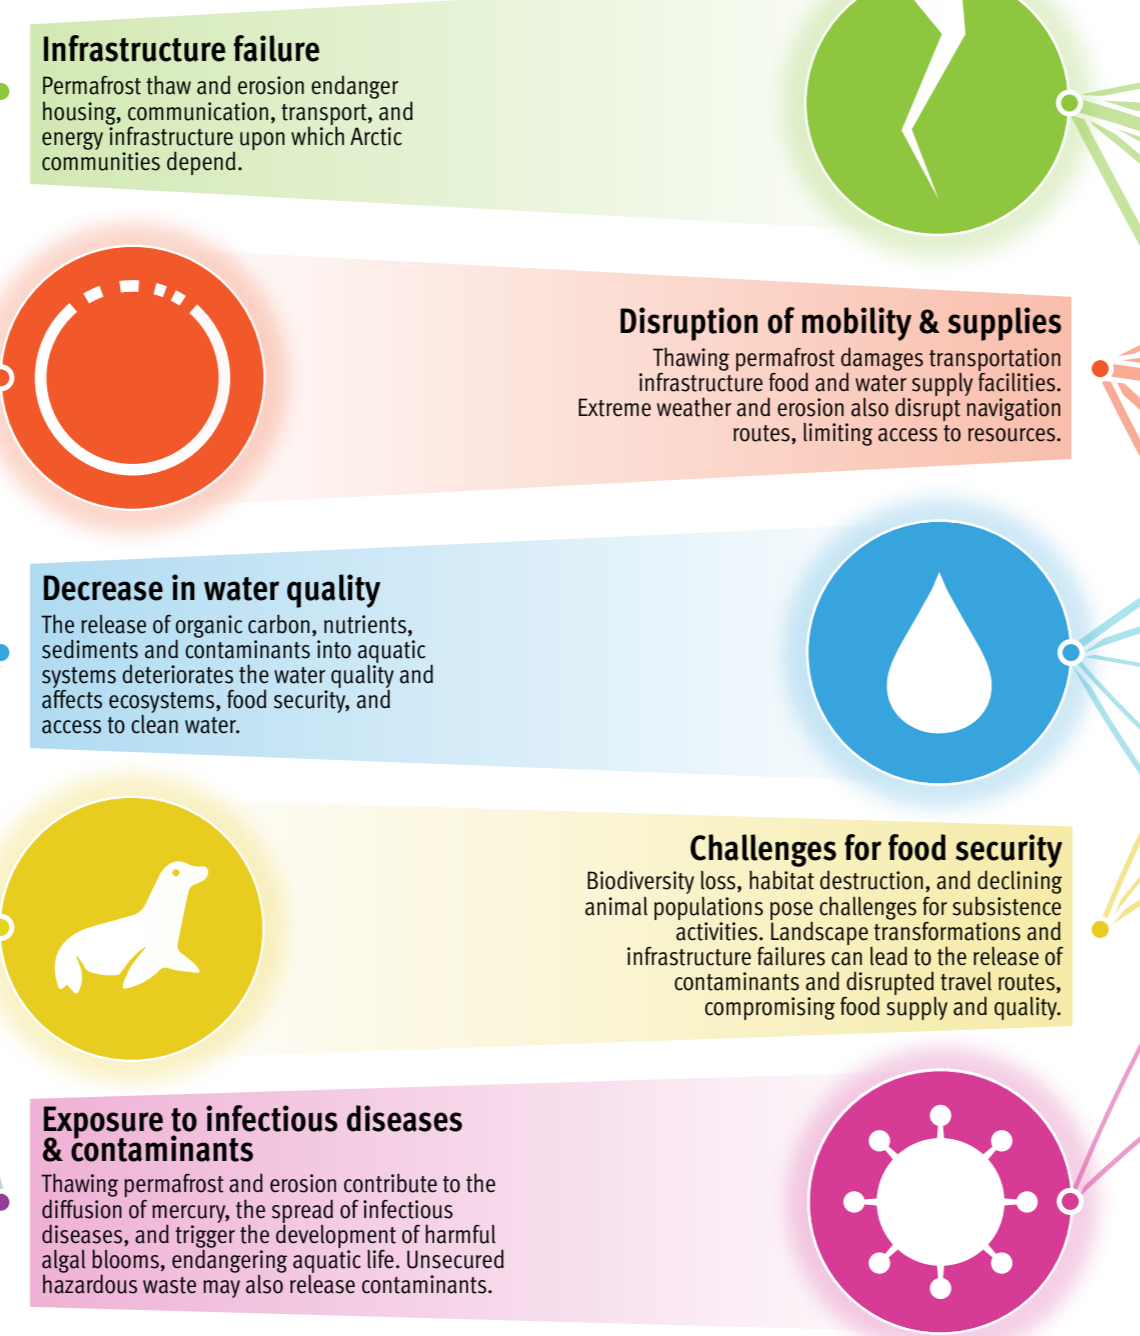 Infrastructure failure
Permafrost thaw and erosion endanger
housing, communication, transport, and
energy infrastructure upon which Arctic
communities depend.
Disruption of mobility & supplies
Thawing permafrost damages transportation
infrastructure food and water supply facilities.
Extreme weather and erosion also disrupt navigation
routes, limiting access to resources.
Decrease in water quality
The release of organic carbon, nutrients,
sediments and contaminants into aquatic
systems deteriorates the water quality and
affects ecosystems, food security, and
access to clean water.
Challenges for food security
Biodiversity loss, habitat destruction, and declining
animal populations pose challenges for subsistence
activities. Landscape transformations and
infrastructure failures can lead to the release of
contaminants and disrupted travel routes,
compromising food supply and quality.
Exposure to infectious diseases
& contaminants
Thawing permafrost and erosion contribute to the
diffusion of mercury, the spread of infectious
diseases, and trigger the development of harmful
algal blooms, endangering aquatic life. Unsecured
hazardous waste may also release contaminants.